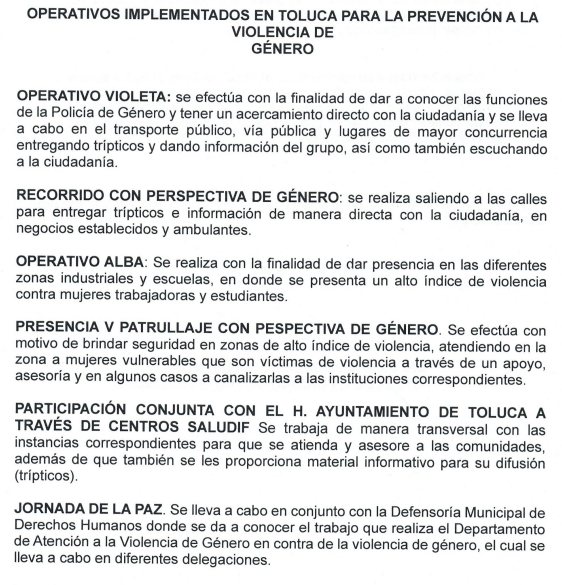 OPERATIVOS IMPLEMENTADOS EN TOLUCA PARA LA PREVENCIÓN A LA
VIOLENCIA DE
GÉNERO
OPERATIVO VIOLETA: se efectúa con la finalidad de dar a conocer las funciones
de la Policía de Género y tener un acercamiento directo con la ciudadanía y se lleva
a cabo en el transporte público, vía pública y lugares de mayor concurrencia
entregando trípticos y dando información del grupo, así como también escuchando
a la ciudadanía.
RECORRIDO CON PERSPECTIVA DE GÉNERO: se realiza saliendo a las calles
para entregar trípticos e información de manera directa con la ciudadanía, en
negocios establecidos y ambulantes.
OPERATIVO ALBA: Se realiza con la finalidad de dar presencia en las diferentes
zonas industriales y escuelas, en donde se presenta un alto índice de violencia
contra mujeres trabajadoras y estudiantes.
PRESENCIA V PATRULLAJE CON PESPECTIVA DE GÉNERO. Se efectúa con
motivo de brindar seguridad en zonas de alto índice de violencia, atendiendo en la
zona a mujeres vulnerables que son víctimas de violencia a través de un apoyo,
asesoría y en algunos casos a canalizarlas a las instituciones correspondientes.
PARTICIPACIÓN CONJUNTA CON EL H. AYUNTAMIENTO DE TOLUCA A
TRAVÉS DE CENTROS SALUDIF Se trabaja de manera transversal con las
instancias correspondientes para que se atienda y asesore a las comunidades,
además de que también se les proporciona material informativo para su difusión
(trípticos).
JORNADA DE LA PAZ. Se lleva a cabo en conjunto con la Defensoría Municipal de
Derechos Humanos donde se da a conocer el trabajo que realiza el Departamento
de Atención a la Violencia de Género en contra de la violencia de género, el cual se
lleva a cabo en diferentes delegaciones.